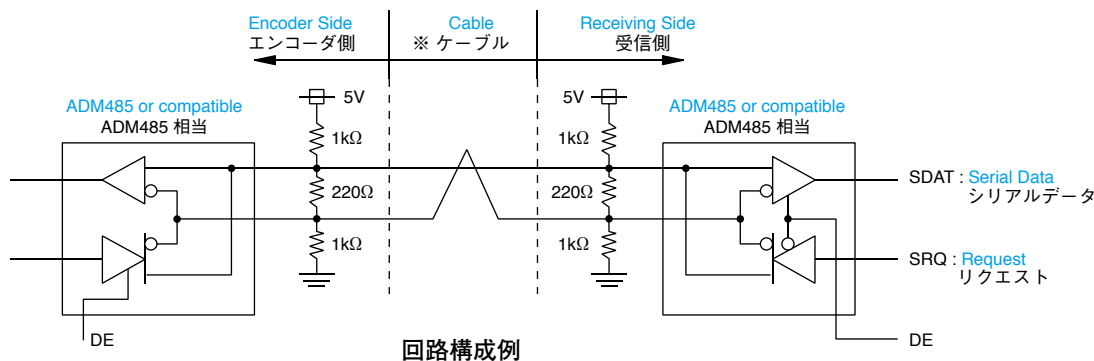 Encoder Side
エンコーダ側
Cable
※ ケーブル
Receiving Side
受信側
ADM485 or compatible
ADM485 相当
5V
1kΩ
220Ω
1kΩ
DE
5V
1kΩ
220Ω
1kΩ
ADM485 or compatible
ADM485 相当
SDAT : Serial Data
シリアルデータ
SRQ : Request
リクエスト
DE
回路構成例